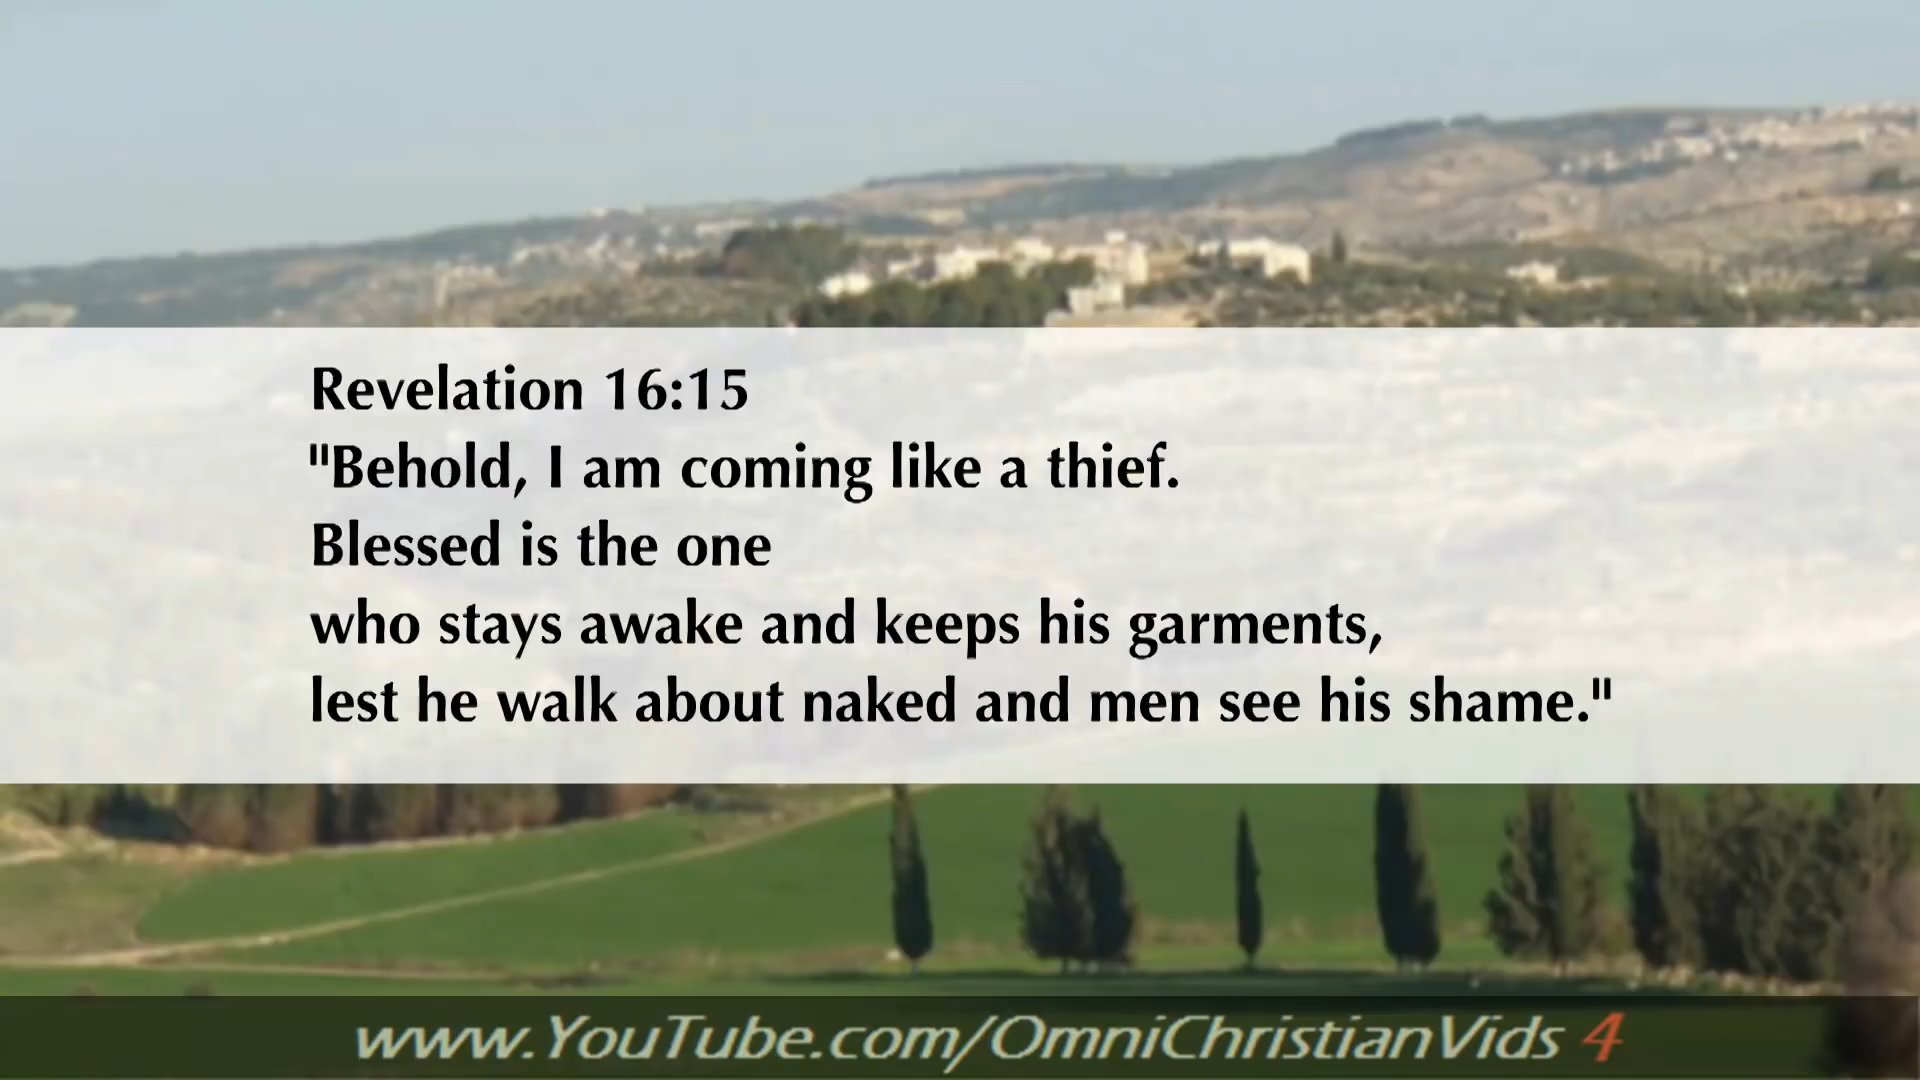 Revelation 16:15
"Behold, I am coming like a thief.
Blessed is the one
who stays awake and keeps his garments,
lest he walk about naked and men see his shame."
www.YouTube.com/OmniChristianVids 4